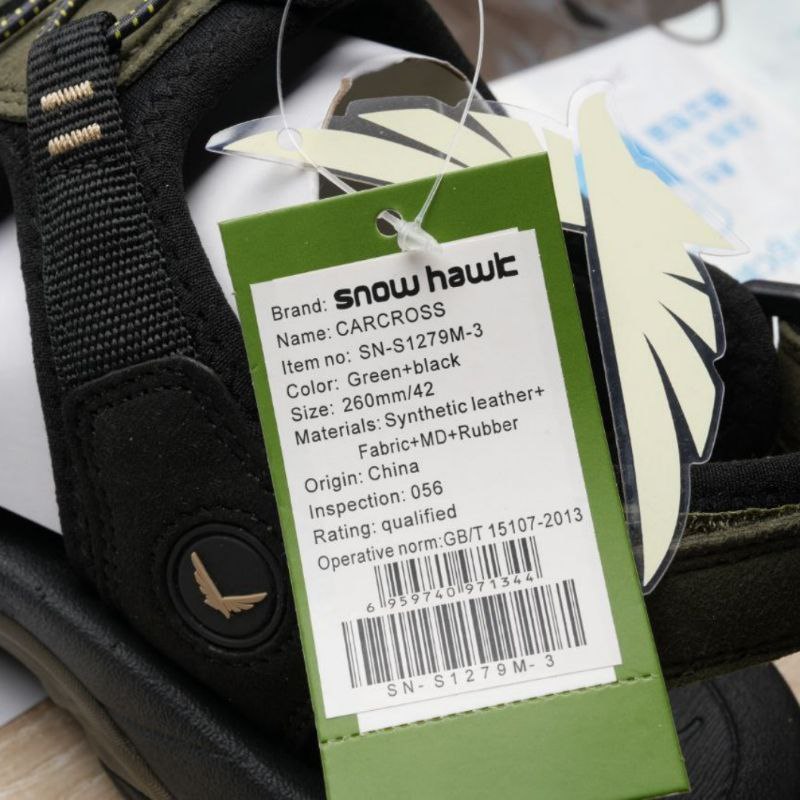 Brand: snow hawk
Name: CARCROSS
Item no: SN-S1279M-3
Color: Green+black
Size: 260mm/42
Materials: Synthetic leather+
Fabric+MD+Rubber
Origin: China
Inspection: 056
Rating: qualified
Operative norm:GB/T 15107-2013
6 959740 971344
SN- S1279M- 3